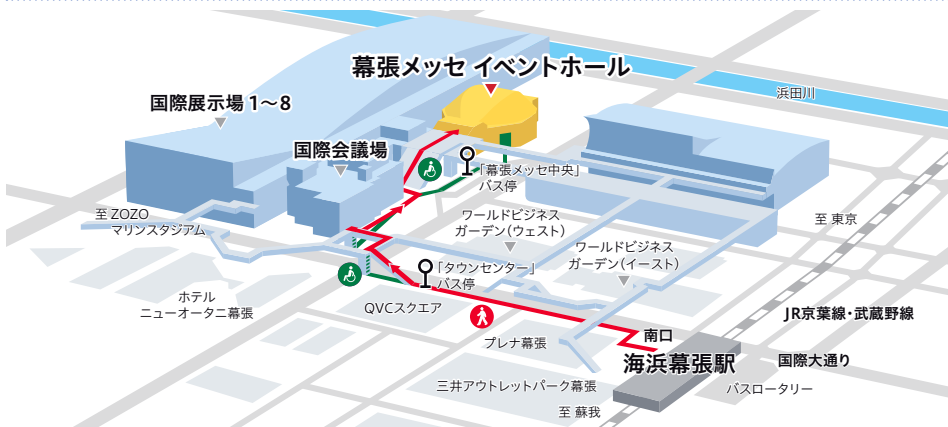 幕張メッセ イベントホール
浜田川
国際展示場 1〜8
国際会議場
「幕張メッセ中央」
バス停
至 ZOZO
マリンスタジアム
ワールドビジネス
ガーデン(ウェスト)
至 東京
ワールドビジネス
ガーデン(イースト)
「タウンセンター」
バス停
ホテル
ニューオータニ幕張
QVCスクエア
JR京葉線・武蔵野線
プレナ幕張
南口
海浜幕張駅
国際大通り
三井アウトレットパーク幕張
バスロータリー
至 蘇我